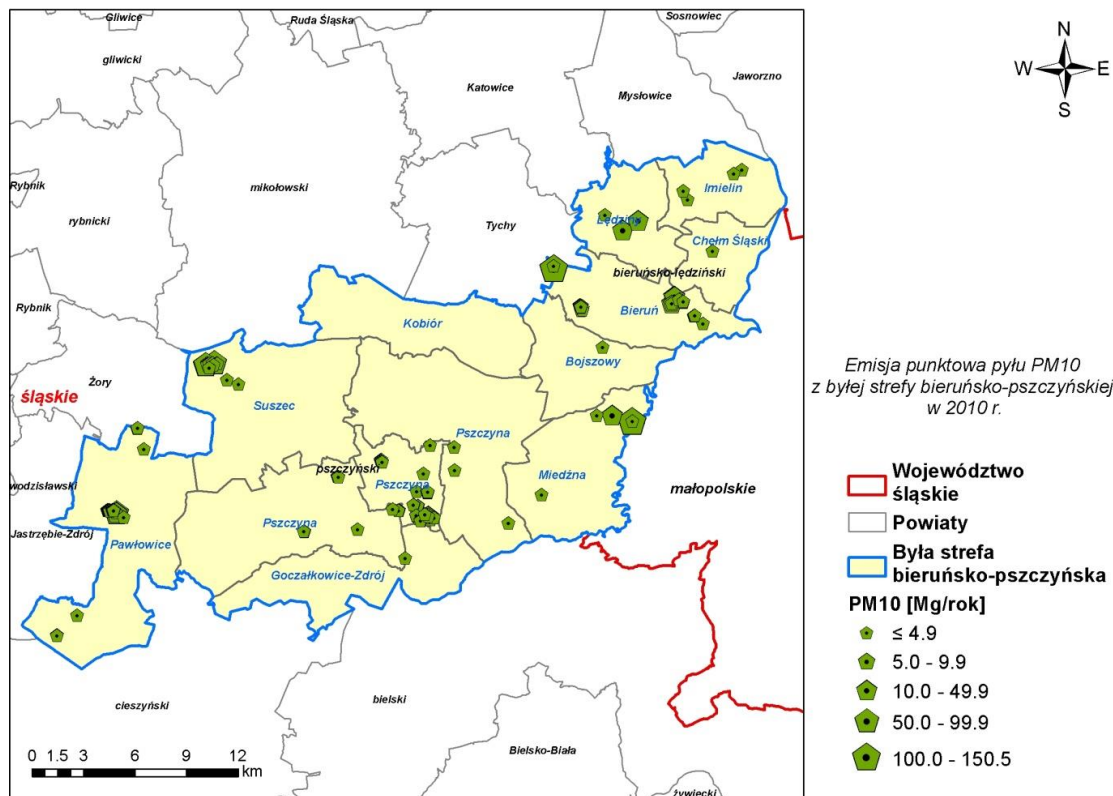 Gliwice
Ruda Śląska
Sosnowiec
gliwicki
Katowice
Mysłowice
Jaworzno
N
W E
S
Rybnik
mikołowski
rybnicki
Tychy
Imielin
Lędziny
Chełm Śląski
bieruńsko-lędziński
Bieruń
Kobiór
Rybnik
Bojszowy
Żory
śląskie
Suszec
Pszczyna
pszczyński
Pszczyna
Miedźna
małopolskie
wodzisławski
Jastrzębie-Zdrój
Pawłowice
Pszczyna
Goczałkowice-Zdrój
cieszyński
bielski
Bielsko-Biała
żywiecki
0 1.5 3 6 9 12
km
Emisja punktowa pyłu PM10
z byłej strefy bieruńsko-pszczyńskiej
w 2010 r.
Województwo
śląskie
Powiaty
Była strefa
bieruńsko-pszczyńska
PM10 [Mg/rok]
≤ 4.9
5.0 - 9.9
10.0 - 49.9
50.0 - 99.9
100.0 - 150.5